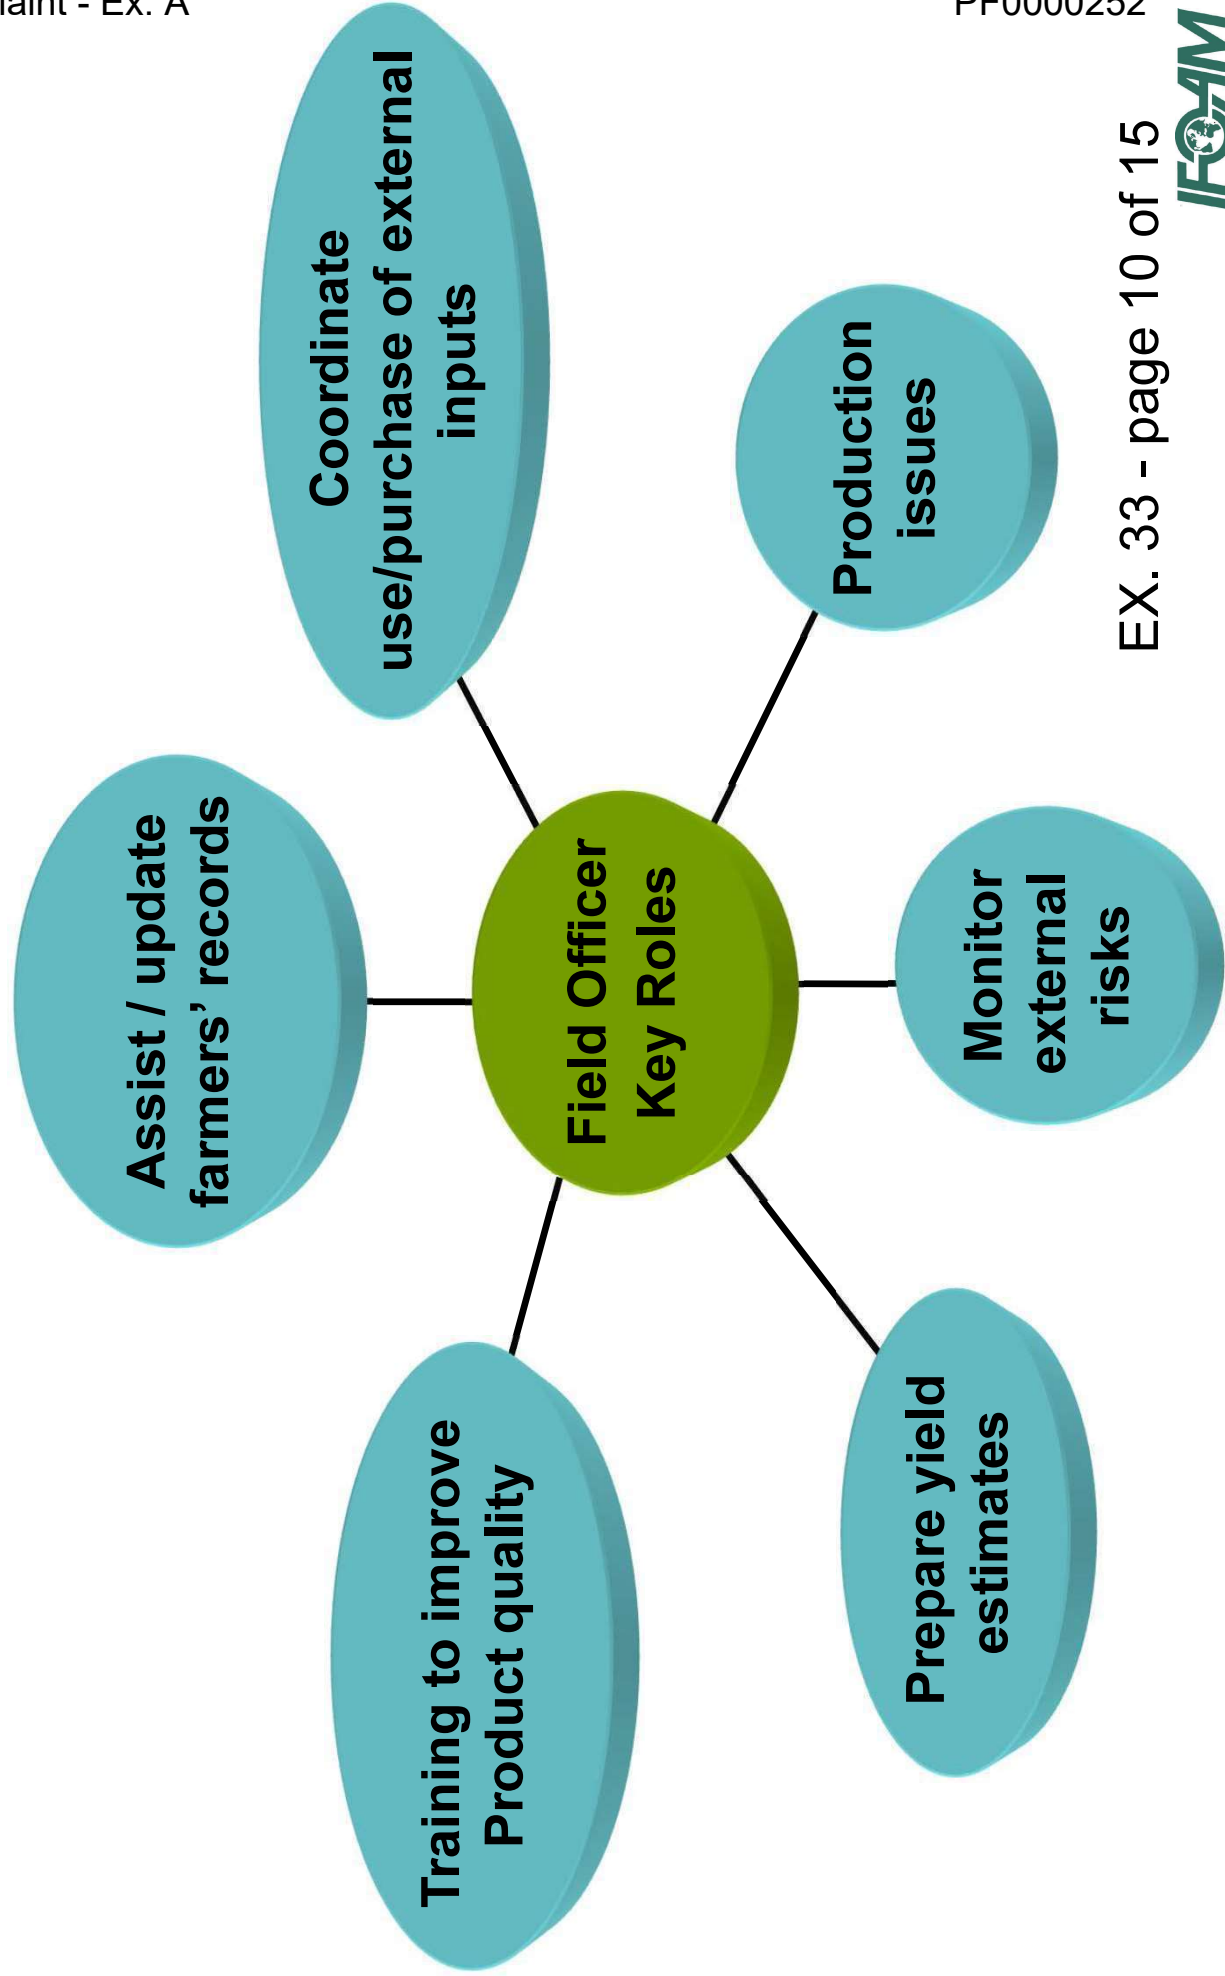 laint - Ex. A
PF0000252
Assist / update
farmers’ records
Coordinate
use/purchase of external
inputs
Training to improve
Product quality
Field Officer
Key Roles
Production
issues
Prepare yield
estimates
Monitor
external
risks
EX. 33 - page 10 of 15
IFOAM